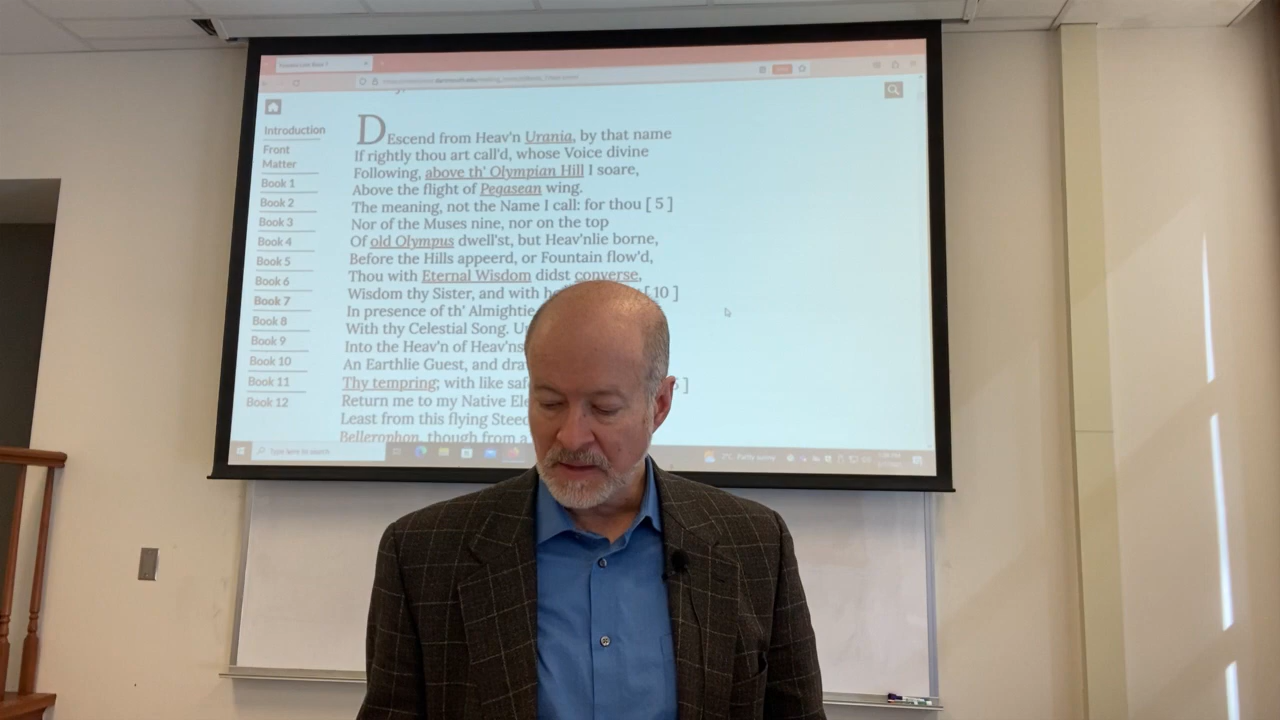 Introduction
Front
Matter
Book 1
Book 2
Book 3
Book 4
Book 5
Book 6
Book 7
Book 8
Book 9
Book 10
Book 11
Book 12
DEscend from Heav'n Urania, by that name
If rightly thou art call'd, whose Voice divine
Following, above th' Olympian Hill I soare,
Above the flight of Pegasean wing.
The meaning, not the Name I call: for thou [ 5 ]
Nor of the Muses nine, nor on the top
Of old Olympus dwell'st, but Heav'nlie borne,
Before the Hills appeerd, or Fountain flow'd,
Thou with Eternal Wisdom didst converse,
Wisdom thy Sister, and with [ 10 ]
In presence of th' Almightie
With thy Celestial Song.
Into the Heav'n of Heav'ns
An Earthlie Guest, and
Thy tempring; with like ]
Return me to my Native
Least from this flying Steed
Bellerophon, though from a
Type here to search
Partly sunny